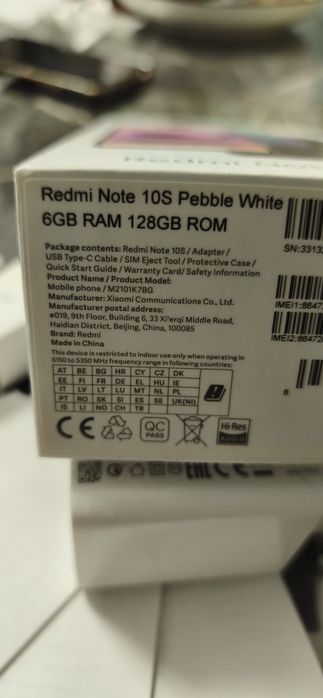 Redmi Note 10S Pebble White
6GB RAM 128GB ROM
Package contents: Redmi Note 10S / Adapter /
USB Type-C Cable / SIM Eject Tool / Protective Case /
Quick Start Guide / Warranty Card/ Safety Information
Product Name / Product Model:
Mobile phone / M2101K7BG
Manufacturer: Xiaomi Communications Co., Ltd.
Manufacturer postal address:
#019, 9th Floor, Building 6, 33 Xi'erqi Middle Road,
Haidian District, Beijing, China, 100085
Brand: Redmi
Made in China
This device is restricted to indoor use only when operating in
5150 to 5350 MHz frequency range in following countries:
AT BE BG HR CY CZ DK
EE FI FR DE EL HU IE
IT LV LT LU MT NL PL
PT RO SK SI ES SE UK(NI)
IS LI NO CH TR
CE QC PASS Hi-Res AUDIO
SN:3313
IMEI1:8647
IMEI2:8647
EAC CE